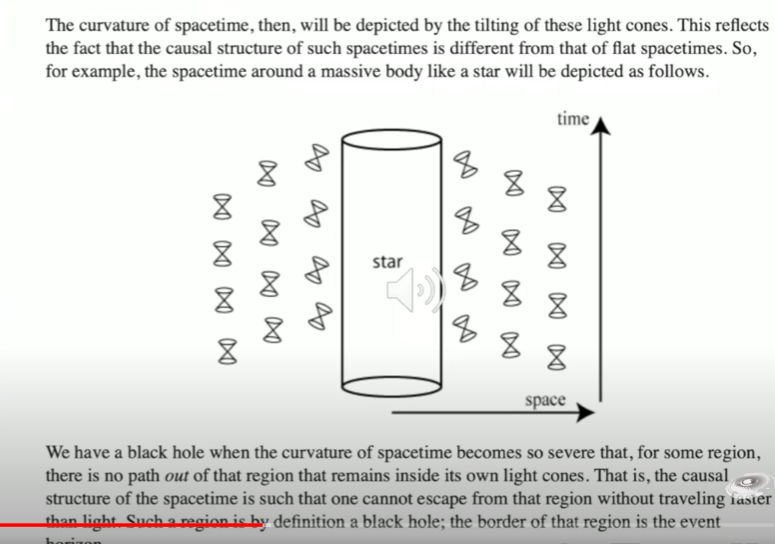 The curvature of spacetime, then, will be depicted by the tilting of these light cones. This reflects
the fact that the causal structure of such spacetimes is different from that of flat spacetimes. So,
for example, the spacetime around a massive body like a star will be depicted as follows.
time
star
space
We have a black hole when the curvature of spacetime becomes so severe that, for some region,
there is no path out of that region that remains inside its own light cones. That is, the causal
structure of the spacetime is such that one cannot escape from that region without traveling faster
than light. Such a region is by definition a black hole; the border of that region is the event
horizon